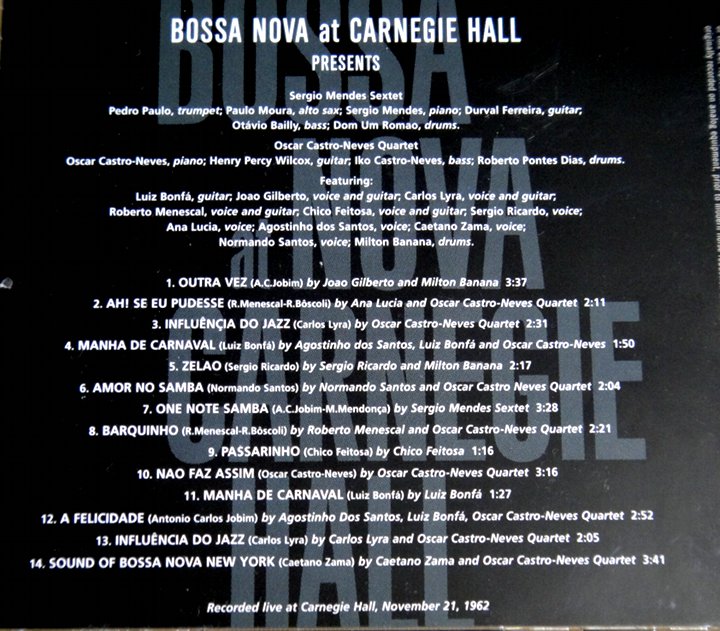 BOSSA NOVA at CARNEGIE HALL
PRESENTS
Sergio Mendes Sextet
Pedro Paulo, trumpet; Paulo Moura, alto sax; Sergio Mendes, piano; Durval Ferreira, guitar;
Otávio Bailly, bass; Dom Um Romao, drums.
Oscar Castro-Neves Quartet
Oscar Castro-Neves, piano; Henry Percy Wilcox, guitar; Iko Castro-Neves, bass; Roberto Pontes Dias, drums.
Featuring:
Luiz Bonfá, guitar; Joao Gilberto, voice and guitar; Carlos Lyra, voice and guitar;
Roberto Menescal, voice and guitar; Chico Feitosa, voice and guitar; Sergio Ricardo, voice;
Ana Lucia, voice; Agostinho dos Santos, voice; Caetano Zama, voice;
Normando Santos, voice; Milton Banana, drums.
1. OUTRA VEZ (A.C.Jobim) by Joao Gilberto and Milton Banana 3:37
2. AH! SE EU PUDESSE (R.Menescal-R.Bôscoli) by Ana Lucia and Oscar Castro-Neves Quartet 2:11
3. INFLUÊNÇIA DO JAZZ (Carlos Lyra) by Oscar Castro-Neves Quartet 2:31
4. MANHA DE CARNAVAL (Luiz Bonfá) by Agostinho dos Santos, Luiz Bonfá and Oscar Castro-Neves 1:50
5. ZELAO (Sergio Ricardo) by Sergio Ricardo and Milton Banana 2:17
6. AMOR NO SAMBA (Normando Santos) by Normando Santos and Oscar Castro-Neves Quartet 2:04
7. ONE NOTE SAMBA (A.C.Jobim-M.Mendonça) by Sergio Mendes Sextet 3:28
8. BARQUINHO (R.Menescal-R.Bôscoli) by Roberto Menescal and Oscar Castro-Neves Quartet 2:21
9. PASSARINHO (Chico Feitosa) by Chico Feitosa 1:16
10. NAO FAZ ASSIM (Oscar Castro-Neves) by Oscar Castro-Neves Quartet 3:16
11. MANHA DE CARNAVAL (Luiz Bonfá) by Luiz Bonfá 1:27
12. A FELICIDADE (Antonio Carlos Jobim) by Agostinho Dos Santos, Luiz Bonfá, Oscar Castro-Neves Quartet 2:52
13. INFLUÊNCIA DO JAZZ (Carlos Lyra) by Carlos Lyra and Oscar Castro-Neves Quartet 2:05
14. SOUND OF BOSSA NOVA NEW YORK (Caetano Zama) by Caetano Zama and Oscar Castro-Neves Quartet 3:41
Recorded live at Carnegie Hall, November 21, 1962
BOSSA
NOVA
at
CARNEGIE
HALL
originally recorded on analog equipment, prior to